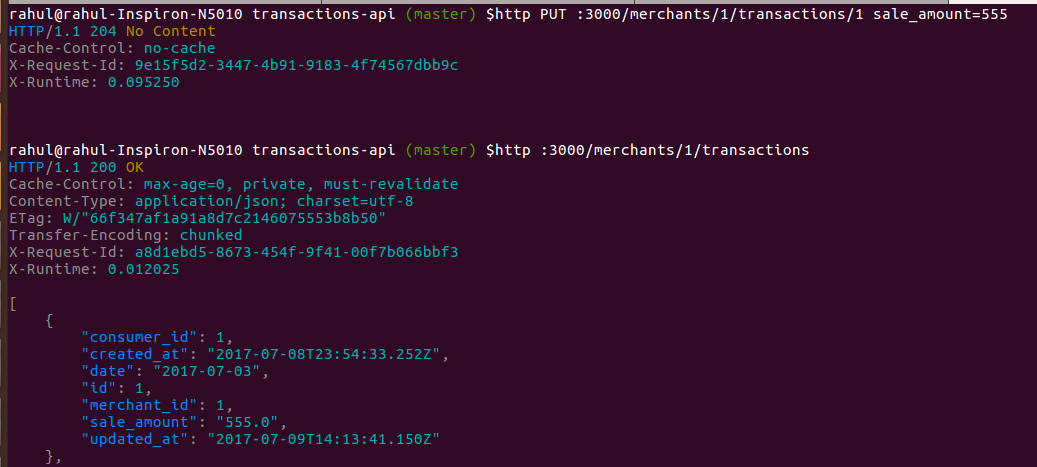 rahul@rahul-Inspiron-N5010 transactions-api (master) $http PUT :3000/merchants/1/transactions/1 sale_amount=555
HTTP/1.1 204 No Content
Cache-Control: no-cache
X-Request-Id: 9e15f5d2-3447-4b91-9183-4f74567dbb9c
X-Runtime: 0.095250
rahul@rahul-Inspiron-N5010 transactions-api (master) $http :3000/merchants/1/transactions
HTTP/1.1 200 OK
Cache-Control: max-age=0, private, must-revalidate
Content-Type: application/json; charset=utf-8
ETag: W/"66f347af1a91a8d7c2146075553b8b50"
Transfer-Encoding: chunked
X-Request-Id: a8d1ebd5-8673-454f-9f41-00f7b066bbf3
X-Runtime: 0.012025
[
    {
        "consumer_id": 1,
        "created_at": "2017-07-08T23:54:33.252Z",
        "date": "2017-07-03",
        "id": 1,
        "merchant_id": 1,
        "sale_amount": "555.0",
        "updated_at": "2017-07-09T14:13:41.150Z"
    },